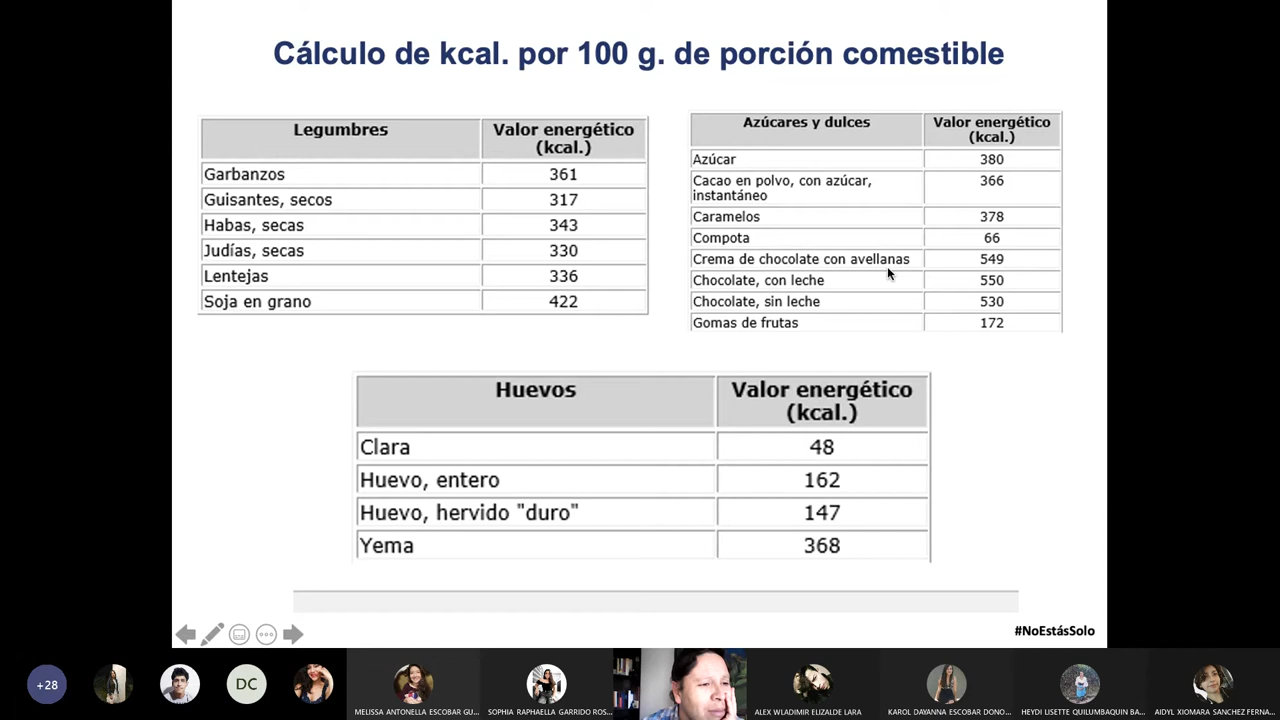 Cálculo de kcal. por 100 g. de porción comestible
Legumbres Valor energético (kcal.)
Garbanzos 361
Guisantes, secos 317
Habas, secas 343
Judías, secas 330
Lentejas 336
Soja en grano 422
Azúcares y dulces Valor energético (kcal.)
Azúcar 380
Cacao en polvo, con azúcar, instantáneo 366
Caramelos 378
Compota 66
Crema de chocolate con avellanas 549
Chocolate, con leche 550
Chocolate, sin leche 530
Gomas de frutas 172
Huevos Valor energético (kcal.)
Clara 48
Huevo, entero 162
Huevo, hervido "duro" 147
Yema 368
#NoEstásSolo
+28
DC
MELISSA ANTONELLA ESCOBAR GU...
SOPHIA RAPHAELLA GARRIDO ROS...
ALEX WLADIMIR ELIZALDE LARA
KAROL DAYANNA ESCOBAR DONO...
HEYDI LISETTE QUILUMBAQUIN BA...
AIDYL XIOMARA SANCHEZ FERNA...